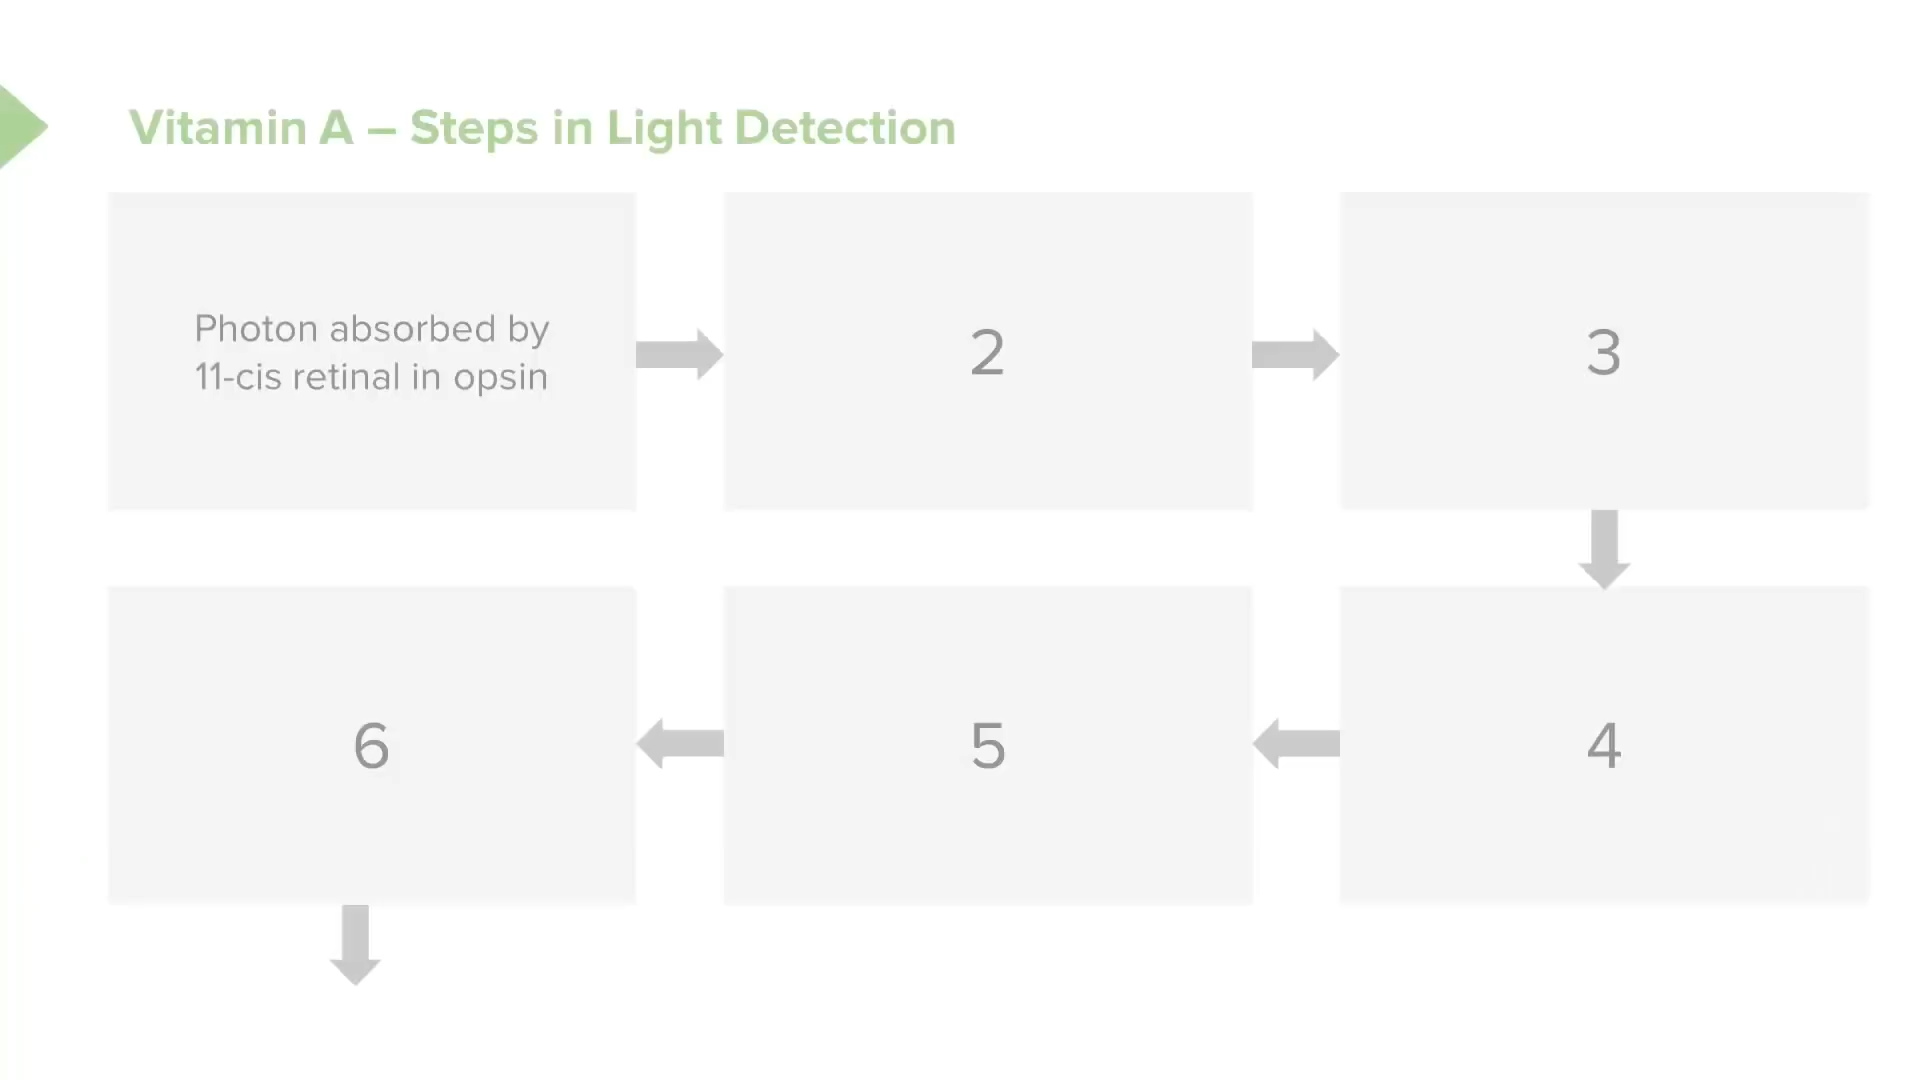 Vitamin A – Steps in Light Detection
Photon absorbed by
11-cis retinal in opsin
2
3
4
5
6